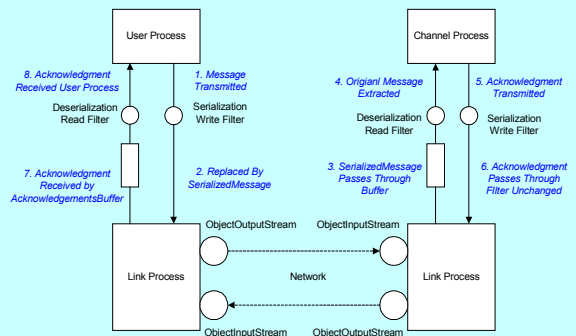 User Process
Channel Process
8. Acknowledgment
Received User Process
1. Message
Transmitted
4. Origianl Message
Extracted
5. Acknowledgment
Transmitted
Deserialization
Read Filter
Serialization
Write Filter
Deserialization
Read Filter
Serialization
Write Filter
7. Acknowledgment
Received by
AcknowledgementsBuffer
2. Replaced By
SerializedMessage
3. SerializedMessage
Passes Through
Buffer
6. Acknowledgment
Passes Through
FIlter Unchanged
ObjectOutputStream
ObjectInputStream
Link Process
Network
Link Process
ObjectInputStream
ObjectOutputStream